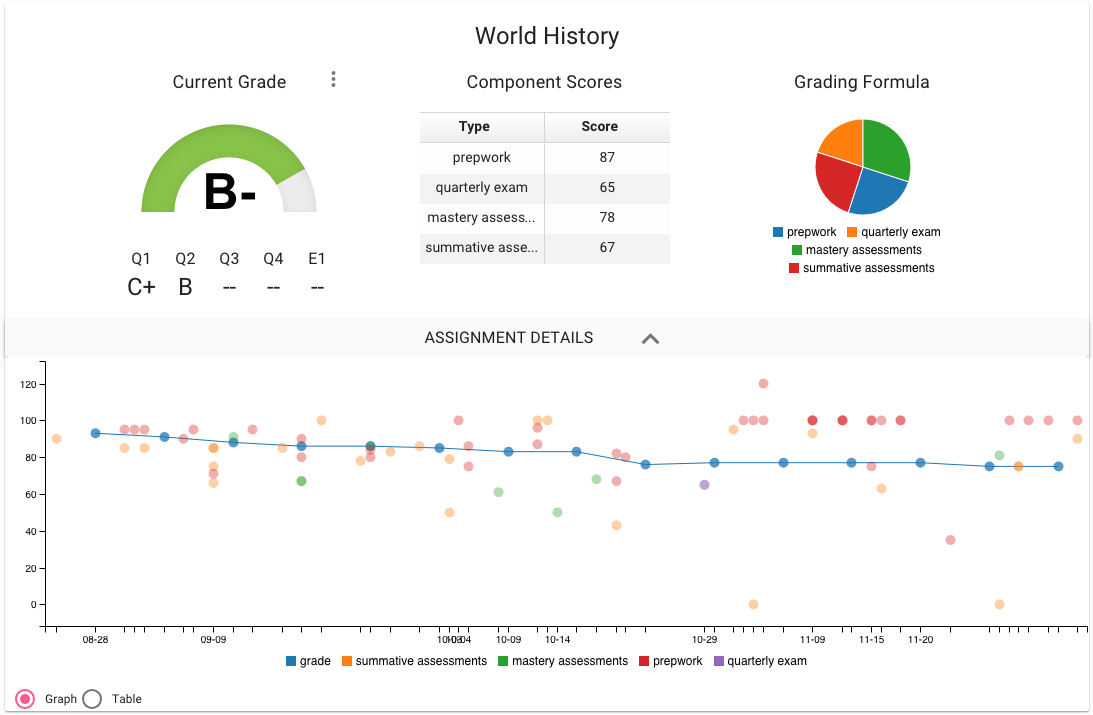 World History
Current Grade
Component Scores
Grading Formula
B-
Q1 Q2 Q3 Q4 E1
C+ B -- -- --
Type Score
prepwork 87
quarterly exam 65
mastery assess... 78
summative asse... 67
prepwork quarterly exam
mastery assessments
summative assessments
ASSIGNMENT DETAILS
120
100
80
60
40
20
0
08-28 09-09 10-04 10-09 10-14 10-29 11-09 11-15 11-20
grade summative assessments mastery assessments prepwork quarterly exam
Graph Table